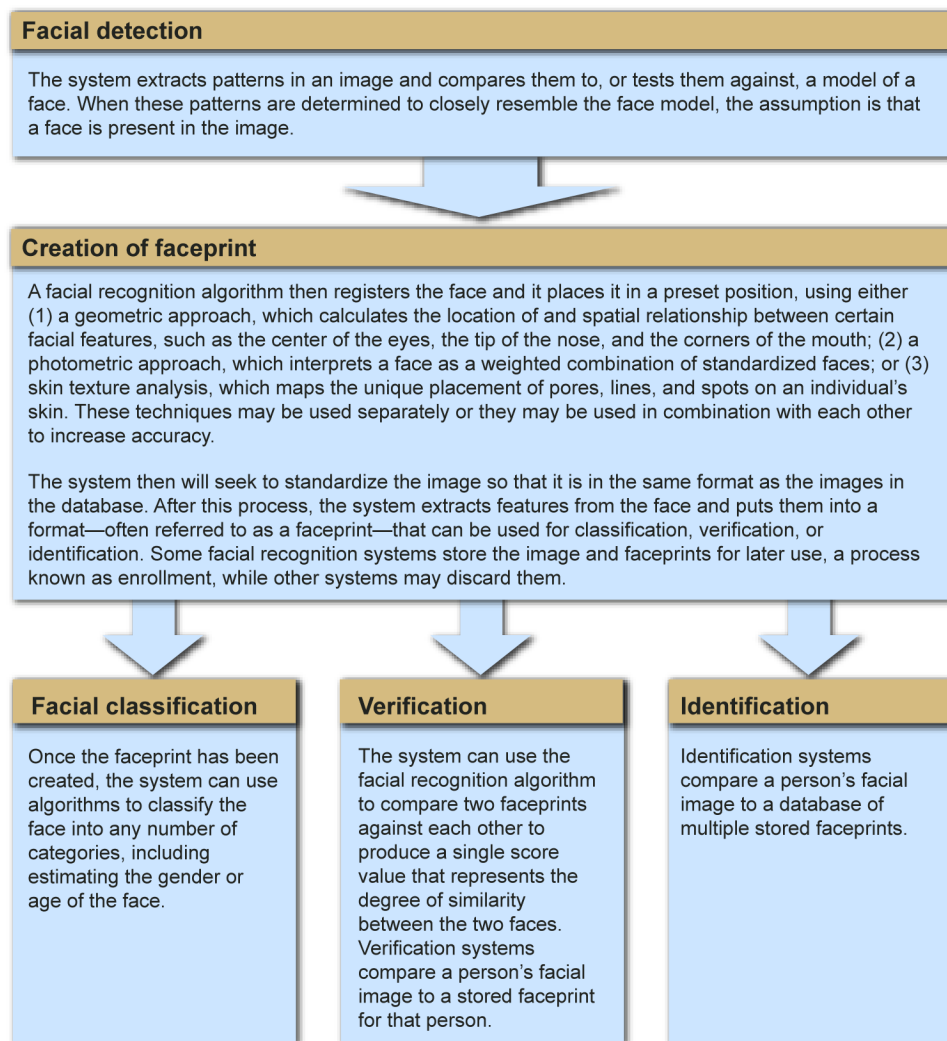 Facial detection
The system extracts patterns in an image and compares them to, or tests them against, a model of a
face. When these patterns are determined to closely resemble the face model, the assumption is that
a face is present in the image.
Creation of faceprint
A facial recognition algorithm then registers the face and it places it in a preset position, using either
(1) a geometric approach, which calculates the location of and spatial relationship between certain
facial features, such as the center of the eyes, the tip of the nose, and the corners of the mouth; (2) a
photometric approach, which interprets a face as a weighted combination of standardized faces; or (3)
skin texture analysis, which maps the unique placement of pores, lines, and spots on an individual’s
skin. These techniques may be used separately or they may be used in combination with each other
to increase accuracy.
The system then will seek to standardize the image so that it is in the same format as the images in
the database. After this process, the system extracts features from the face and puts them into a
format—often referred to as a faceprint—that can be used for classification, verification, or
identification. Some facial recognition systems store the image and faceprints for later use, a process
known as enrollment, while other systems may discard them.
Facial classification
Once the faceprint has been
created, the system can use
algorithms to classify the
face into any number of
categories, including
estimating the gender or
age of the face.
Verification
The system can use the
facial recognition algorithm
to compare two faceprints
against each other to
produce a single score
value that represents the
degree of similarity
between the two faces.
Verification systems
compare a person’s facial
image to a stored faceprint
for that person.
Identification
Identification systems
compare a person’s facial
image to a database of
multiple stored faceprints.